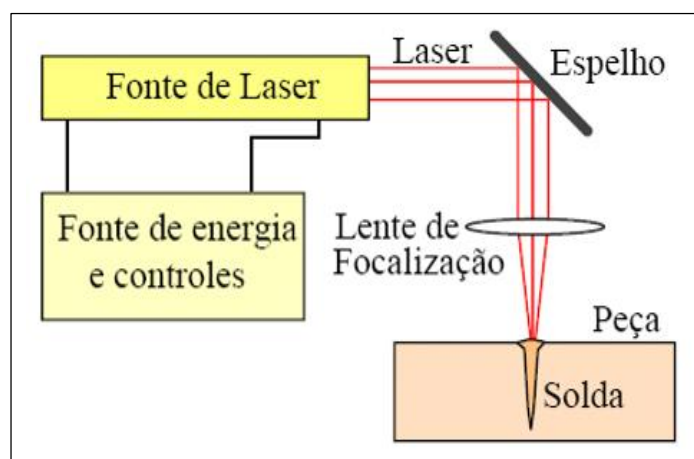 Laser
Espelho
Fonte de Laser
Fonte de energia
e controles
Lente de
Focalização
Peça
Solda